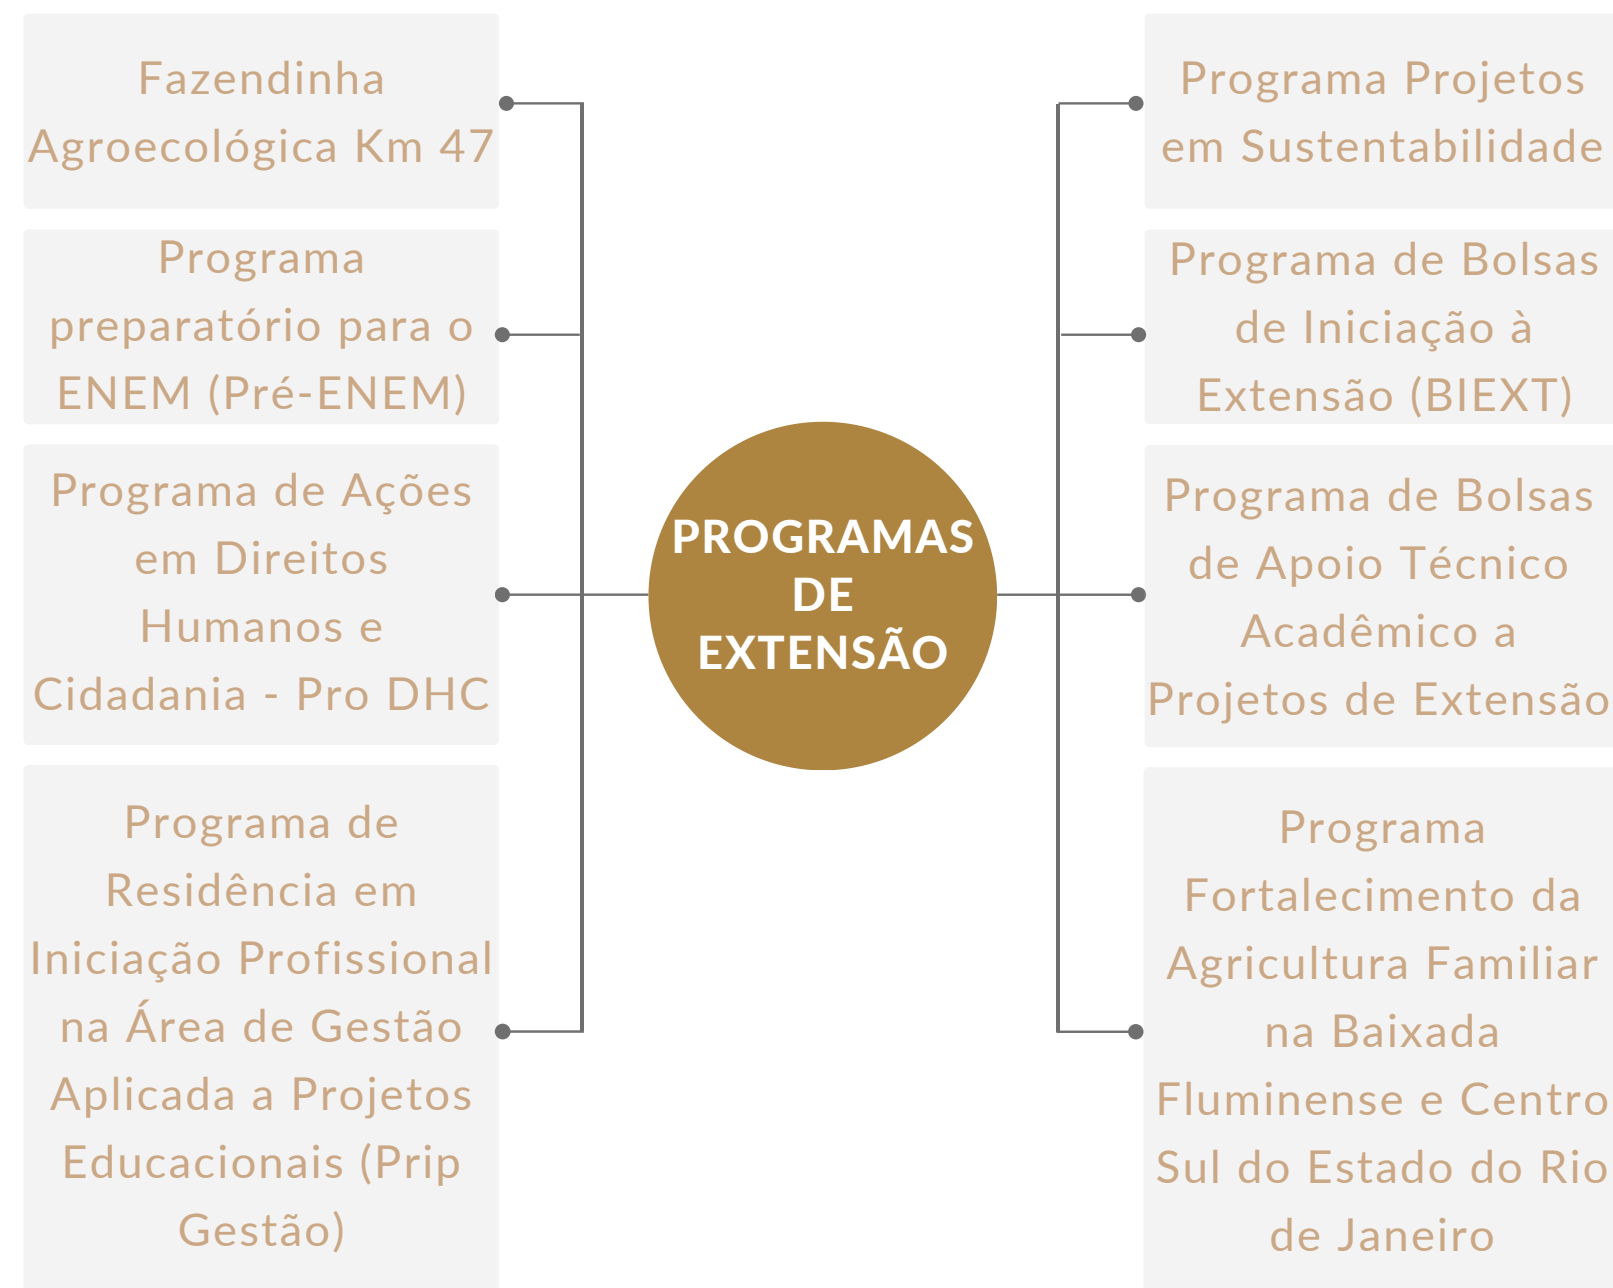 Fazendinha
Agroecológica Km 47
Programa
preparatório para o
ENEM (Pré-ENEM)
Programa de Ações
em Direitos
Humanos e
Cidadania - Pro DHC
Programa de
Residência em
Iniciação Profissional
na Área de Gestão
Aplicada a Projetos
Educacionais (Prip
Gestão)
PROGRAMAS
DE
EXTENSÃO
Programa Projetos
em Sustentabilidade
Programa de Bolsas
de Iniciação à
Extensão (BIEXT)
Programa de Bolsas
de Apoio Técnico
Acadêmico a
Projetos de Extensão
Programa
Fortalecimento da
Agricultura Familiar
na Baixada
Fluminense e Centro
Sul do Estado do Rio
de Janeiro